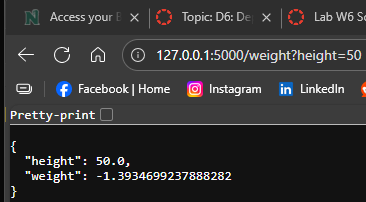 Access your B
Topic: D6: De
Lab W6 So
127.0.0.1:5000/weight?height=50
Facebook | Home
Instagram
LinkedIn
Pretty-print
{
"height": 50.0,
"weight": -1.3934699237888282
}